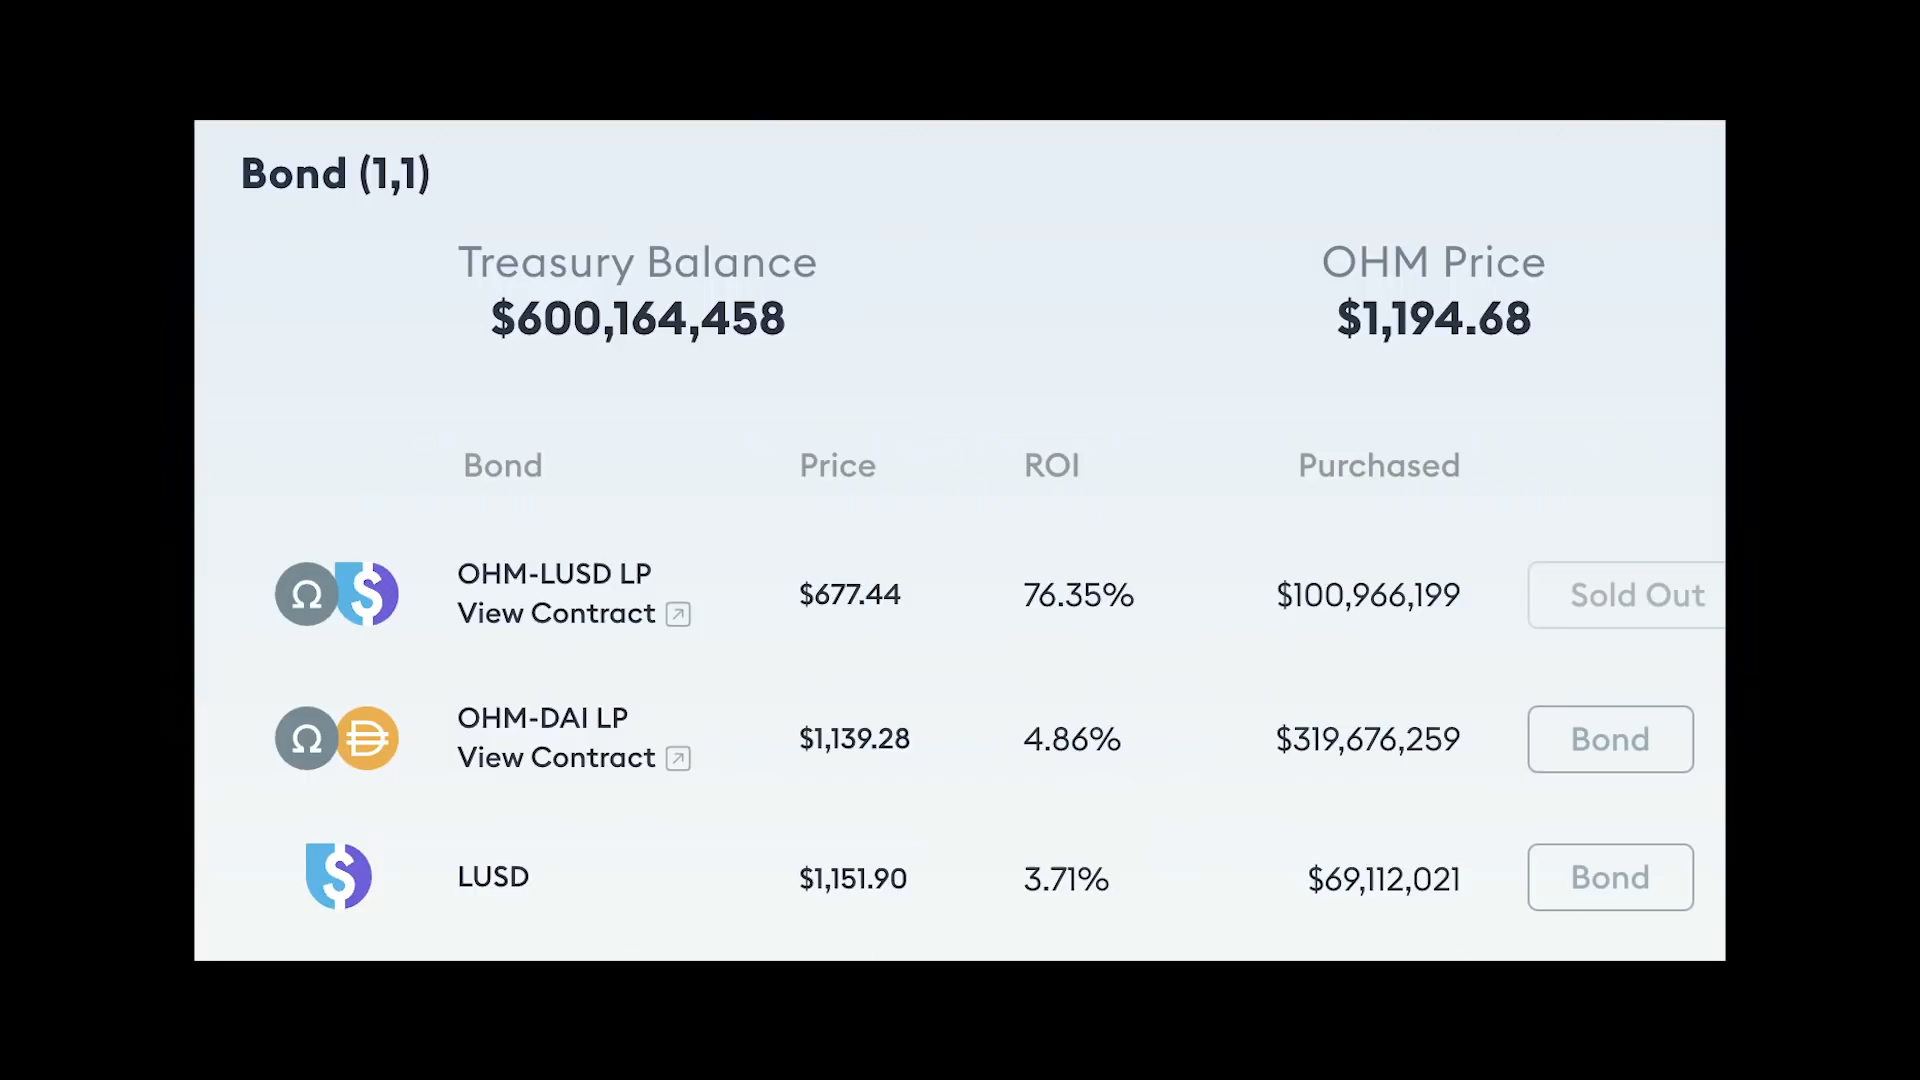 Bond (1,1)
Treasury Balance
$600,164,458
OHM Price
$1,194.68
Bond Price ROI Purchased
OHM-LUSD LP
View Contract
$677.44 76.35% $100,966,199 Sold Out
OHM-DAI LP
View Contract
$1,139.28 4.86% $319,676,259 Bond
LUSD $1,151.90 3.71% $69,112,021 Bond